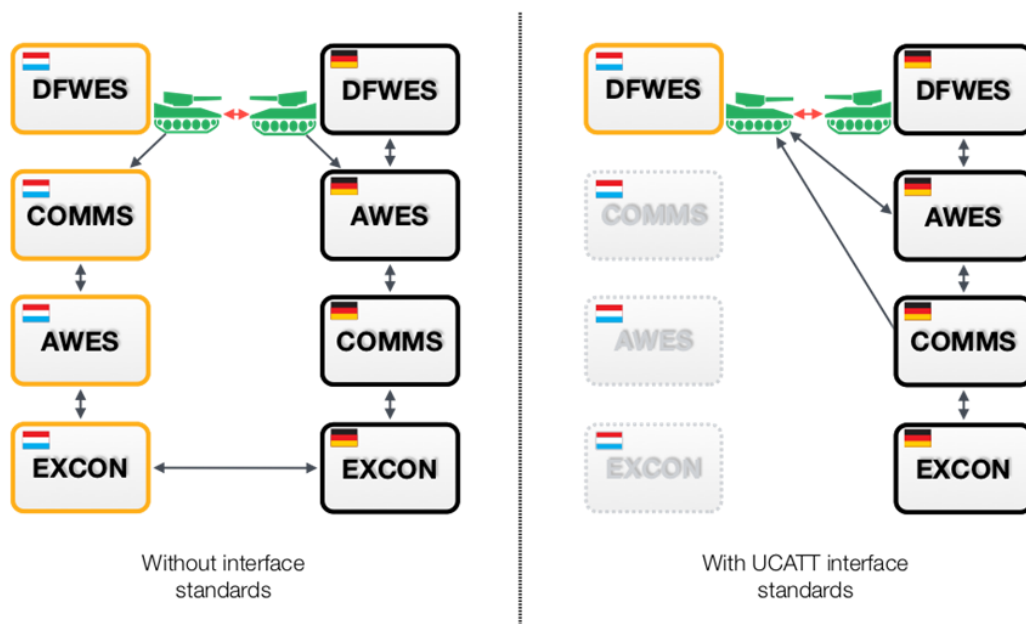 DFWES
DFWES
COMMS
AWES
AWES
COMMS
EXCON
EXCON
Without interface
standards
DFWES
DFWES
COMMS
AWES
AWES
COMMS
EXCON
EXCON
With UCATT interface
standards